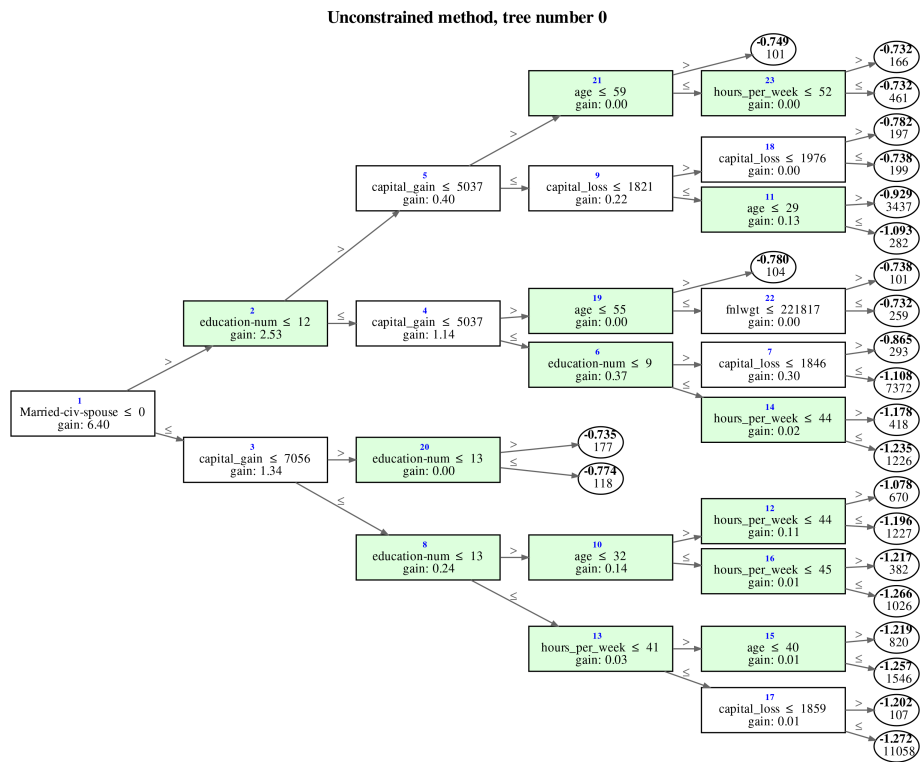 Unconstrained method, tree number 0
-0.749
101
-0.732
166
21
age ≤ 59
gain: 0.00
>
≤
>
≤
23
hours_per_week ≤ 52
gain: 0.00
-0.732
461
-0.782
197
18
capital_loss ≤ 1976
gain: 0.00
>
≤
-0.738
199
>
5
capital_gain ≤ 5037
gain: 0.40
≤
9
capital_loss ≤ 1821
gain: 0.22
>
≤
11
age ≤ 29
gain: 0.13
>
≤
-0.929
3437
-1.093
282
>
-0.780
104
-0.738
101
2
education-num ≤ 12
gain: 2.53
≤
4
capital_gain ≤ 5037
gain: 1.14
>
≤
19
age ≤ 55
gain: 0.00
>
≤
22
fnlwgt ≤ 221817
gain: 0.00
>
≤
-0.732
259
6
education-num ≤ 9
gain: 0.37
>
≤
7
capital_loss ≤ 1846
gain: 0.30
>
≤
-0.865
293
-1.108
7372
>
1
Married-civ-spouse ≤ 0
gain: 6.40
≤
14
hours_per_week ≤ 44
gain: 0.02
>
≤
-1.178
418
-1.235
1226
3
capital_gain ≤ 7056
gain: 1.34
>
≤
20
education-num ≤ 13
gain: 0.00
>
≤
-0.735
177
-0.774
118
-1.078
670
12
hours_per_week ≤ 44
gain: 0.11
>
≤
-1.196
1227
8
education-num ≤ 13
gain: 0.24
>
≤
10
age ≤ 32
gain: 0.14
>
≤
16
hours_per_week ≤ 45
gain: 0.01
>
≤
-1.217
382
-1.266
1026
13
hours_per_week ≤ 41
gain: 0.03
>
≤
15
age ≤ 40
gain: 0.01
>
≤
-1.219
820
-1.257
1546
17
capital_loss ≤ 1859
gain: 0.01
>
≤
-1.202
107
-1.272
11058